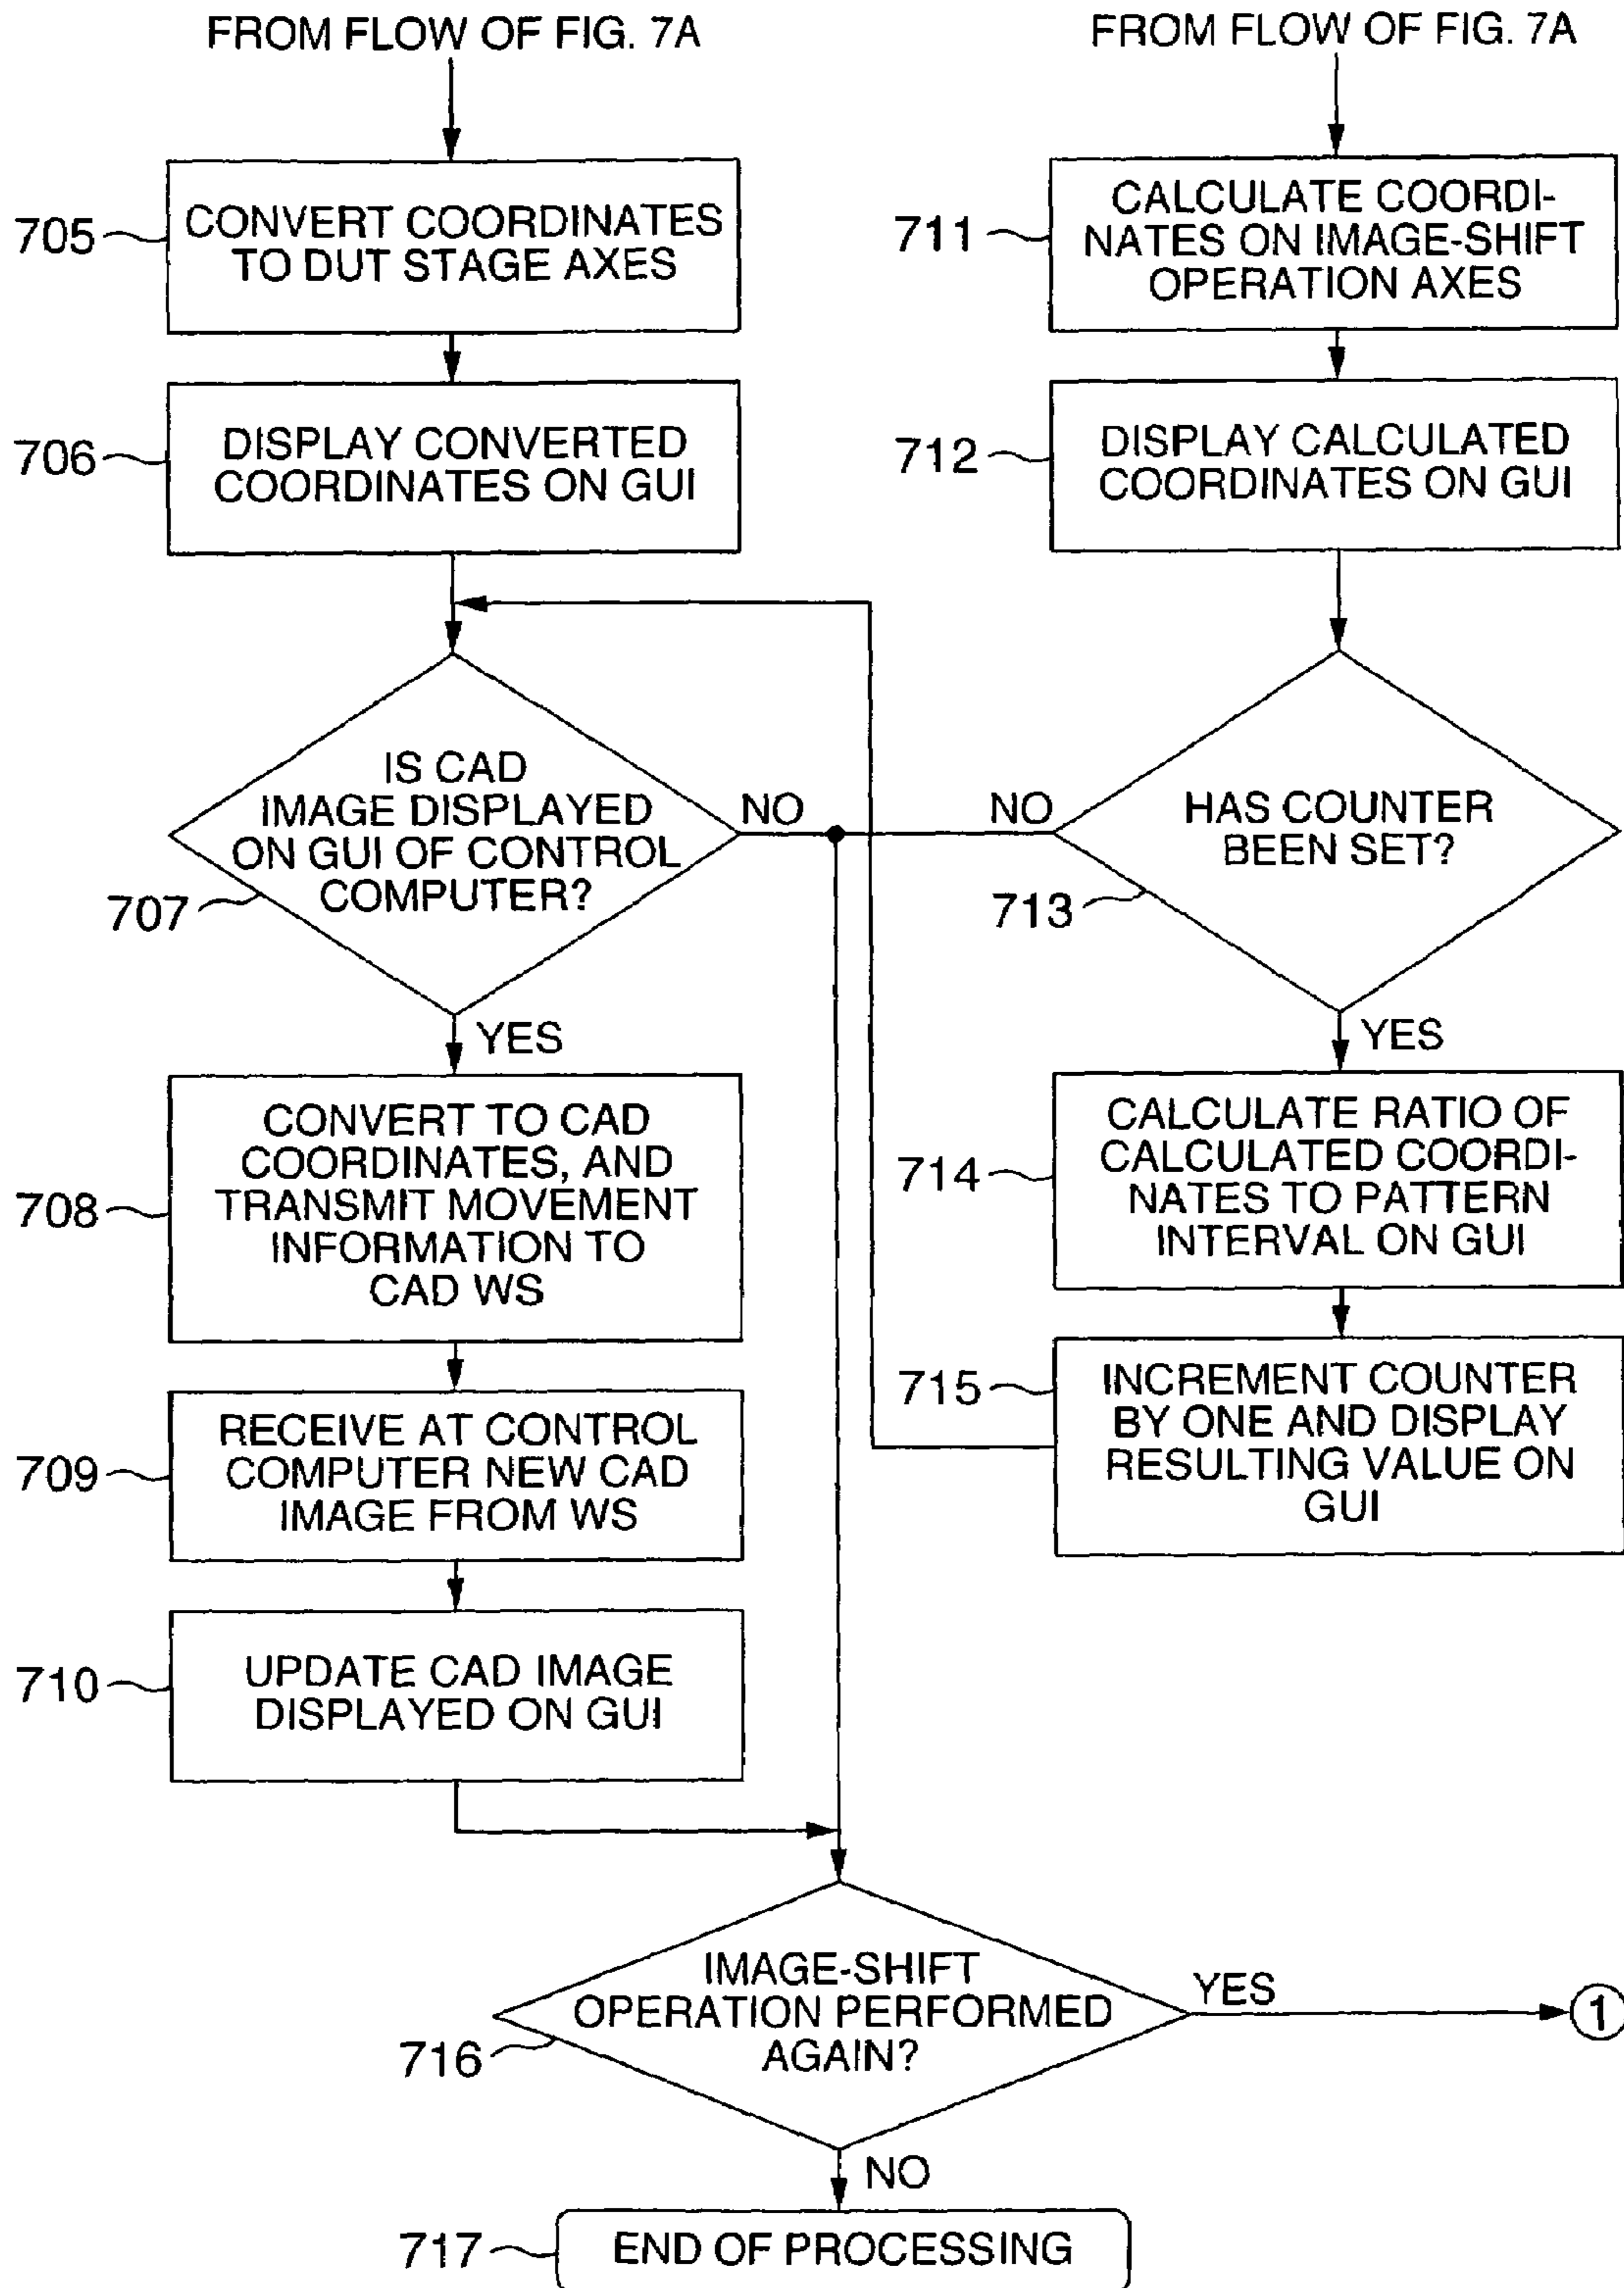 FROM FLOW OF FIG. 7A
705
CONVERT COORDINATES
TO DUT STAGE AXES
706
DISPLAY CONVERTED
COORDINATES ON GUI
707
IS CAD
IMAGE DISPLAYED
ON GUI OF CONTROL
COMPUTER?
NO
YES
708
CONVERT TO CAD
COORDINATES, AND
TRANSMIT MOVEMENT
INFORMATION TO
CAD WS
709
RECEIVE AT CONTROL
COMPUTER NEW CAD
IMAGE FROM WS
710
UPDATE CAD IMAGE
DISPLAYED ON GUI
FROM FLOW OF FIG. 7A
711
CALCULATE COORDI-
NATES ON IMAGE-SHIFT
OPERATION AXES
712
DISPLAY CALCULATED
COORDINATES ON GUI
NO
713
HAS COUNTER
BEEN SET?
YES
714
CALCULATE RATIO OF
CALCULATED COORDI-
NATES TO PATTERN
INTERVAL ON GUI
715
INCREMENT COUNTER
BY ONE AND DISPLAY
RESULTING VALUE ON
GUI
716
IMAGE-SHIFT
OPERATION PERFORMED
AGAIN?
YES
1
NO
717
END OF PROCESSING